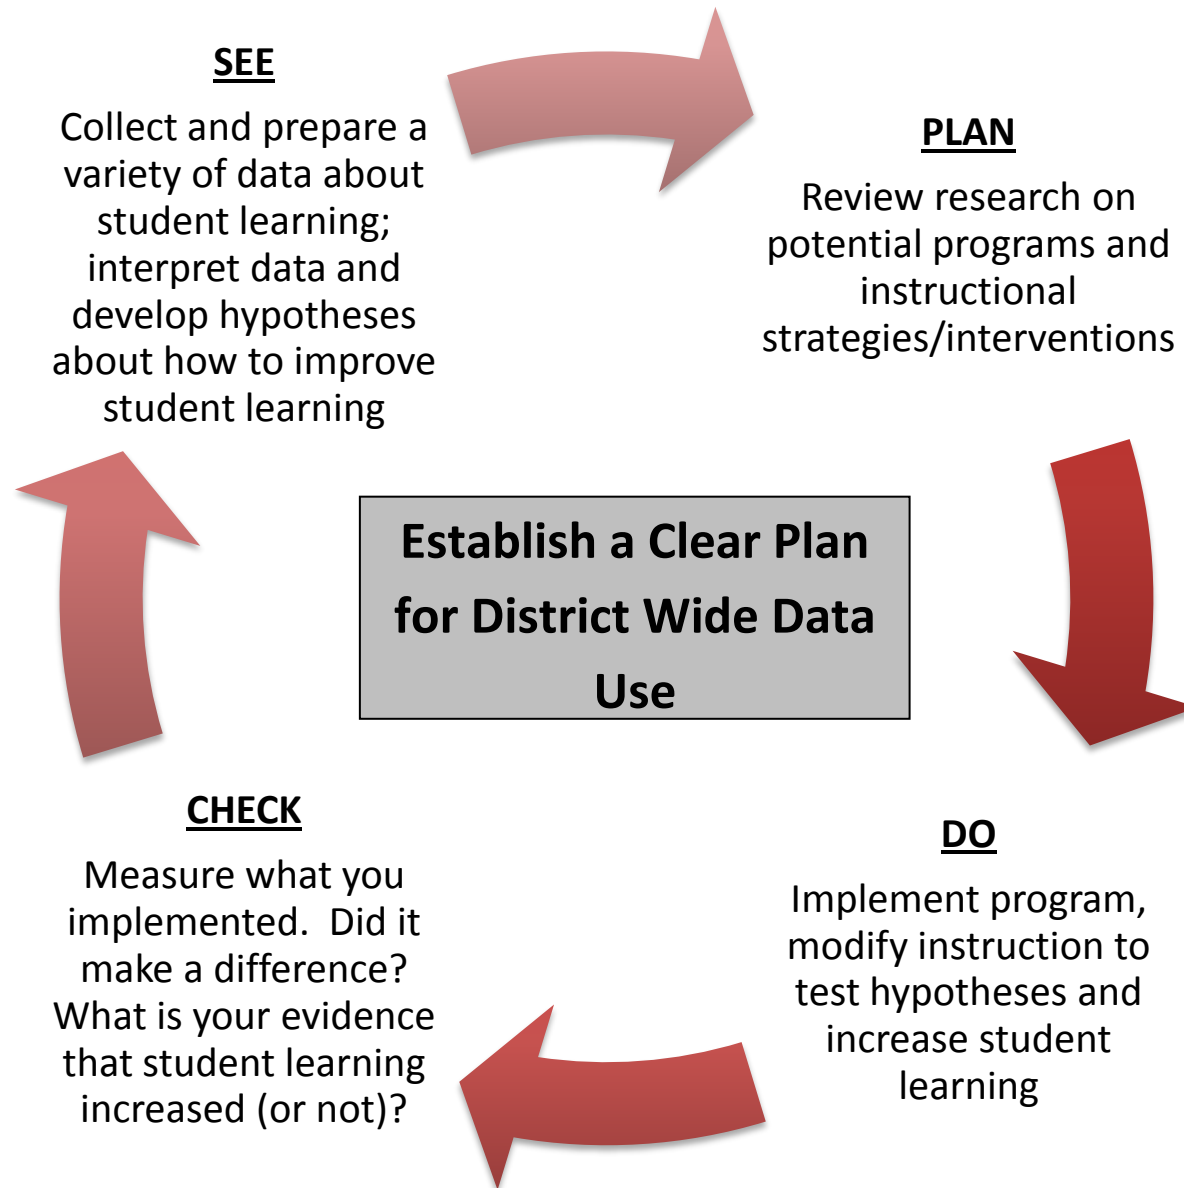 SEE
Collect and prepare a
variety of data about
student learning;
interpret data and
develop hypotheses
about how to improve
student learning
PLAN
Review research on
potential programs and
instructional
strategies/interventions
Establish a Clear Plan
for District Wide Data
Use
CHECK
Measure what you
implemented.  Did it
make a difference?
What is your evidence
that student learning
increased (or not)?
DO
Implement program,
modify instruction to
test hypotheses and
increase student
learning